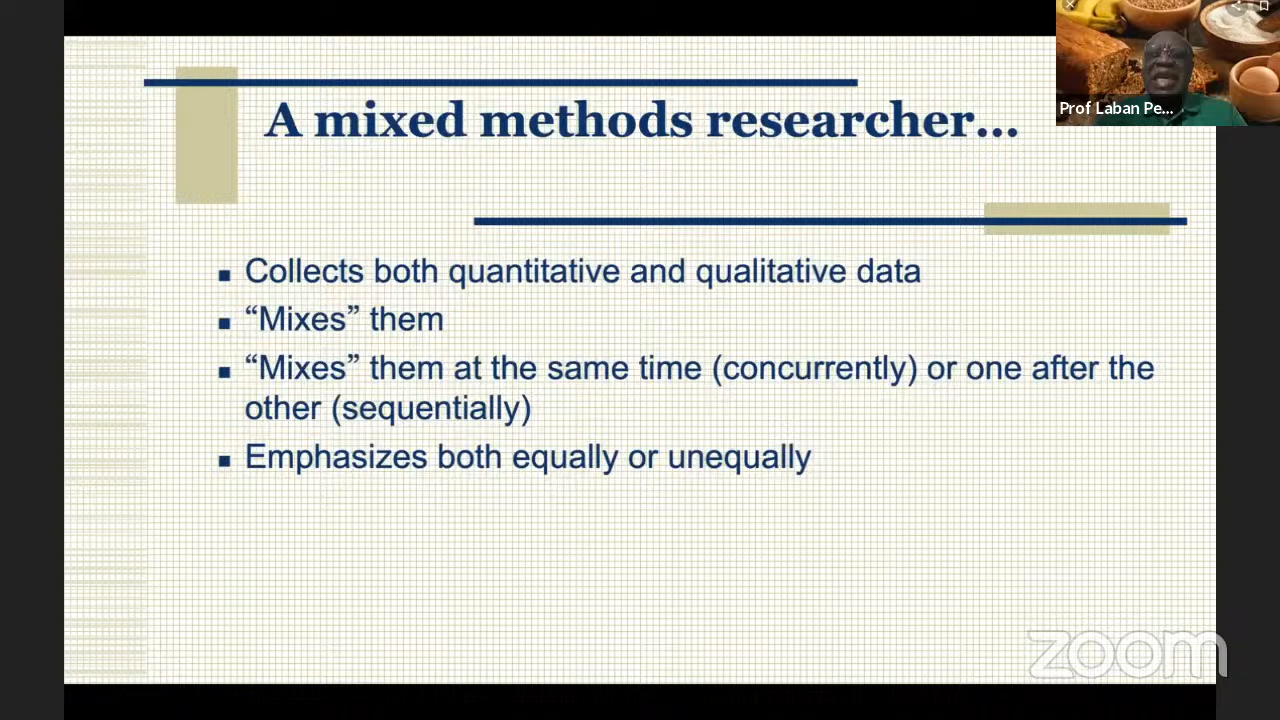 A mixed methods researcher...
Prof Laban Pe...
▪ Collects both quantitative and qualitative data
▪ “Mixes” them
▪ “Mixes” them at the same time (concurrently) or one after the
other (sequentially)
▪ Emphasizes both equally or unequally
zoom